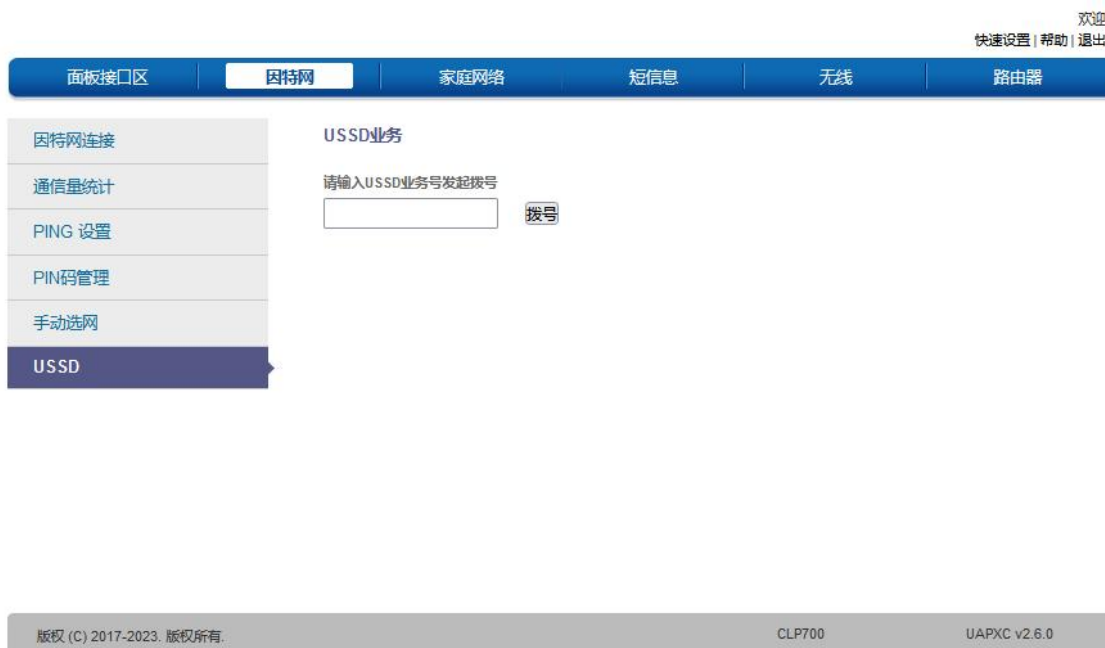 欢迎
快速设置 | 帮助 | 退出
面板接口区 因特网 家庭网络 短信息 无线 路由器
因特网连接
通信量统计
PING 设置
PIN码管理
手动选网
USSD
USSD业务
请输入USSD业务号发起拨号
拨号
版权 (C) 2017-2023. 版权所有. CLP700 UAPXC v2.6.0